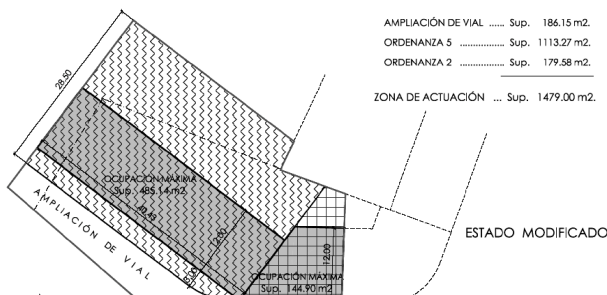 AMPLIACIÓN DE VIAL ...... Sup. 186.15 m2.
ORDENANZA 5 ................ Sup. 1113.27 m2.
ORDENANZA 2 ................ Sup. 179.58 m2.
ZONA DE ACTUACIÓN ... Sup. 1479.00 m2.
28.50
OCUPACIÓN MÁXIMA
Sup. 485.14 m2
40.43
12.00
AMPLIACIÓN DE VIAL
ESTADO MODIFICADO
12.00
OCUPACIÓN MÁXIMA
Sup. 144.90 m2